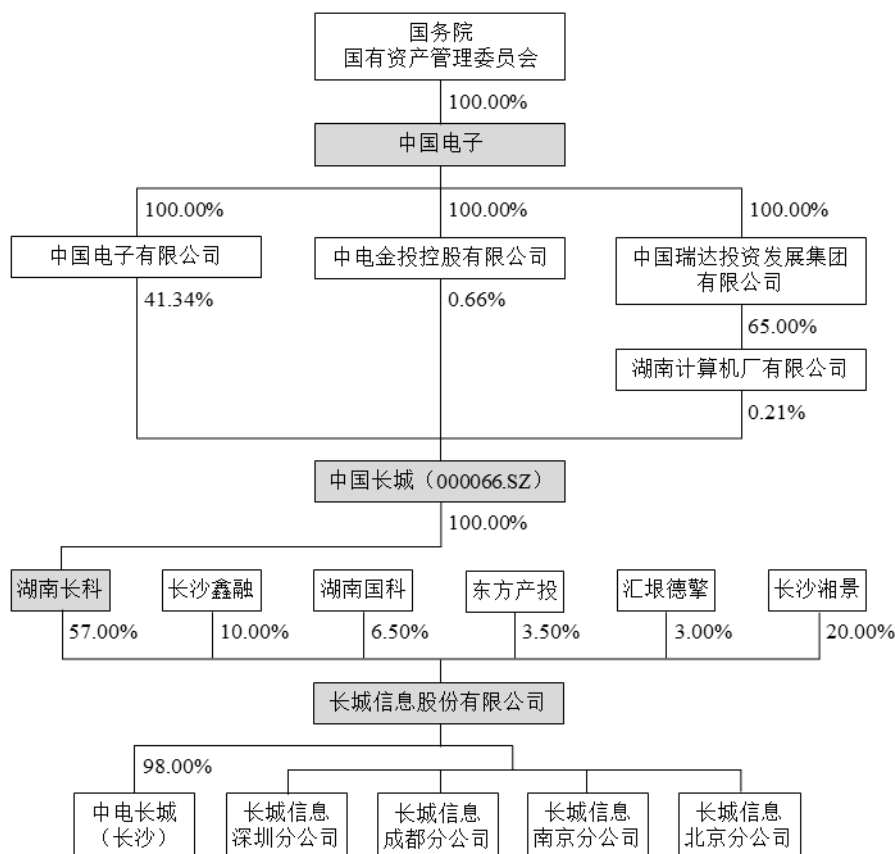 国务院
国有资产管理委员会
100.00%
中国电子
100.00%
100.00%
100.00%
中国电子有限公司
中电金投控股有限公司
中国瑞达投资发展集团
有限公司
41.34%
0.66%
65.00%
湖南计算机厂有限公司
0.21%
中国长城（000066.SZ）
100.00%
湖南长科
长沙鑫融
湖南国科
东方产投
汇垠德擎
长沙湘景
57.00%
10.00%
6.50%
3.50%
3.00%
20.00%
长城信息股份有限公司
98.00%
中电长城
（长沙）
长城信息
深圳分公司
长城信息
成都分公司
长城信息
南京分公司
长城信息
北京分公司